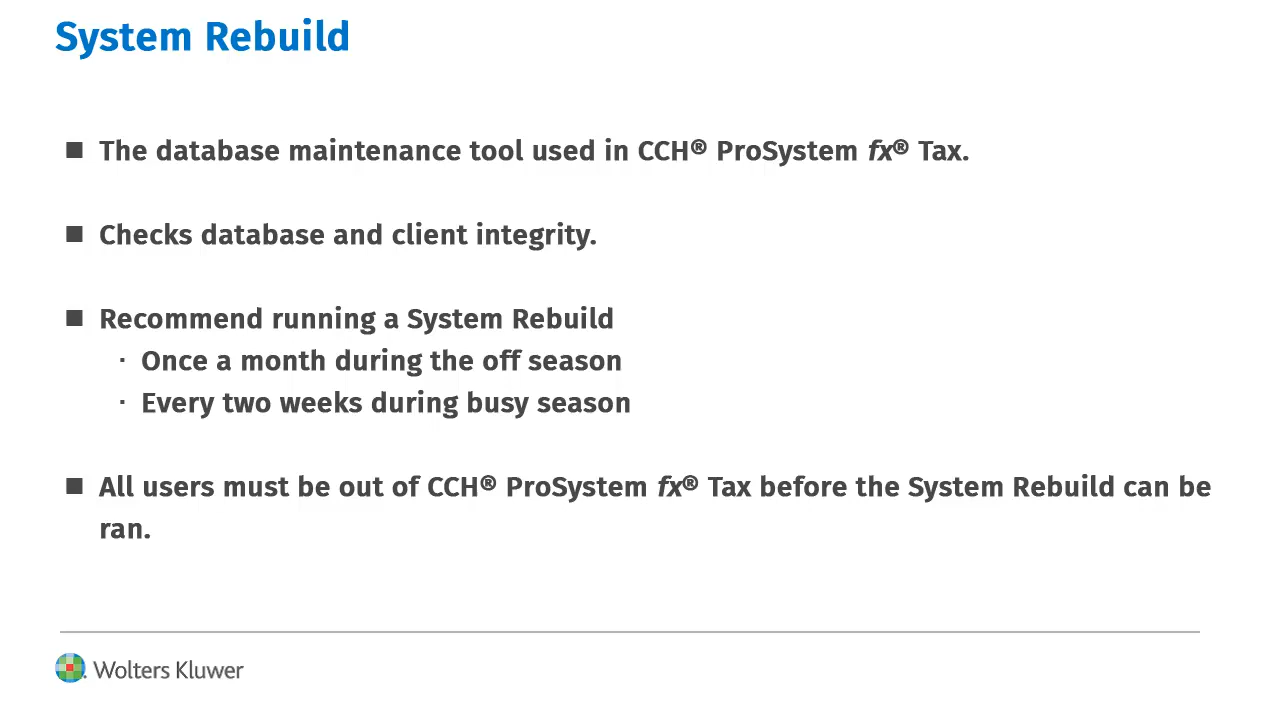 System Rebuild
■ The database maintenance tool used in CCH® ProSystem fx® Tax.
■ Checks database and client integrity.
■ Recommend running a System Rebuild
· Once a month during the off season
· Every two weeks during busy season
■ All users must be out of CCH® ProSystem fx® Tax before the System Rebuild can be
ran.
Wolters Kluwer